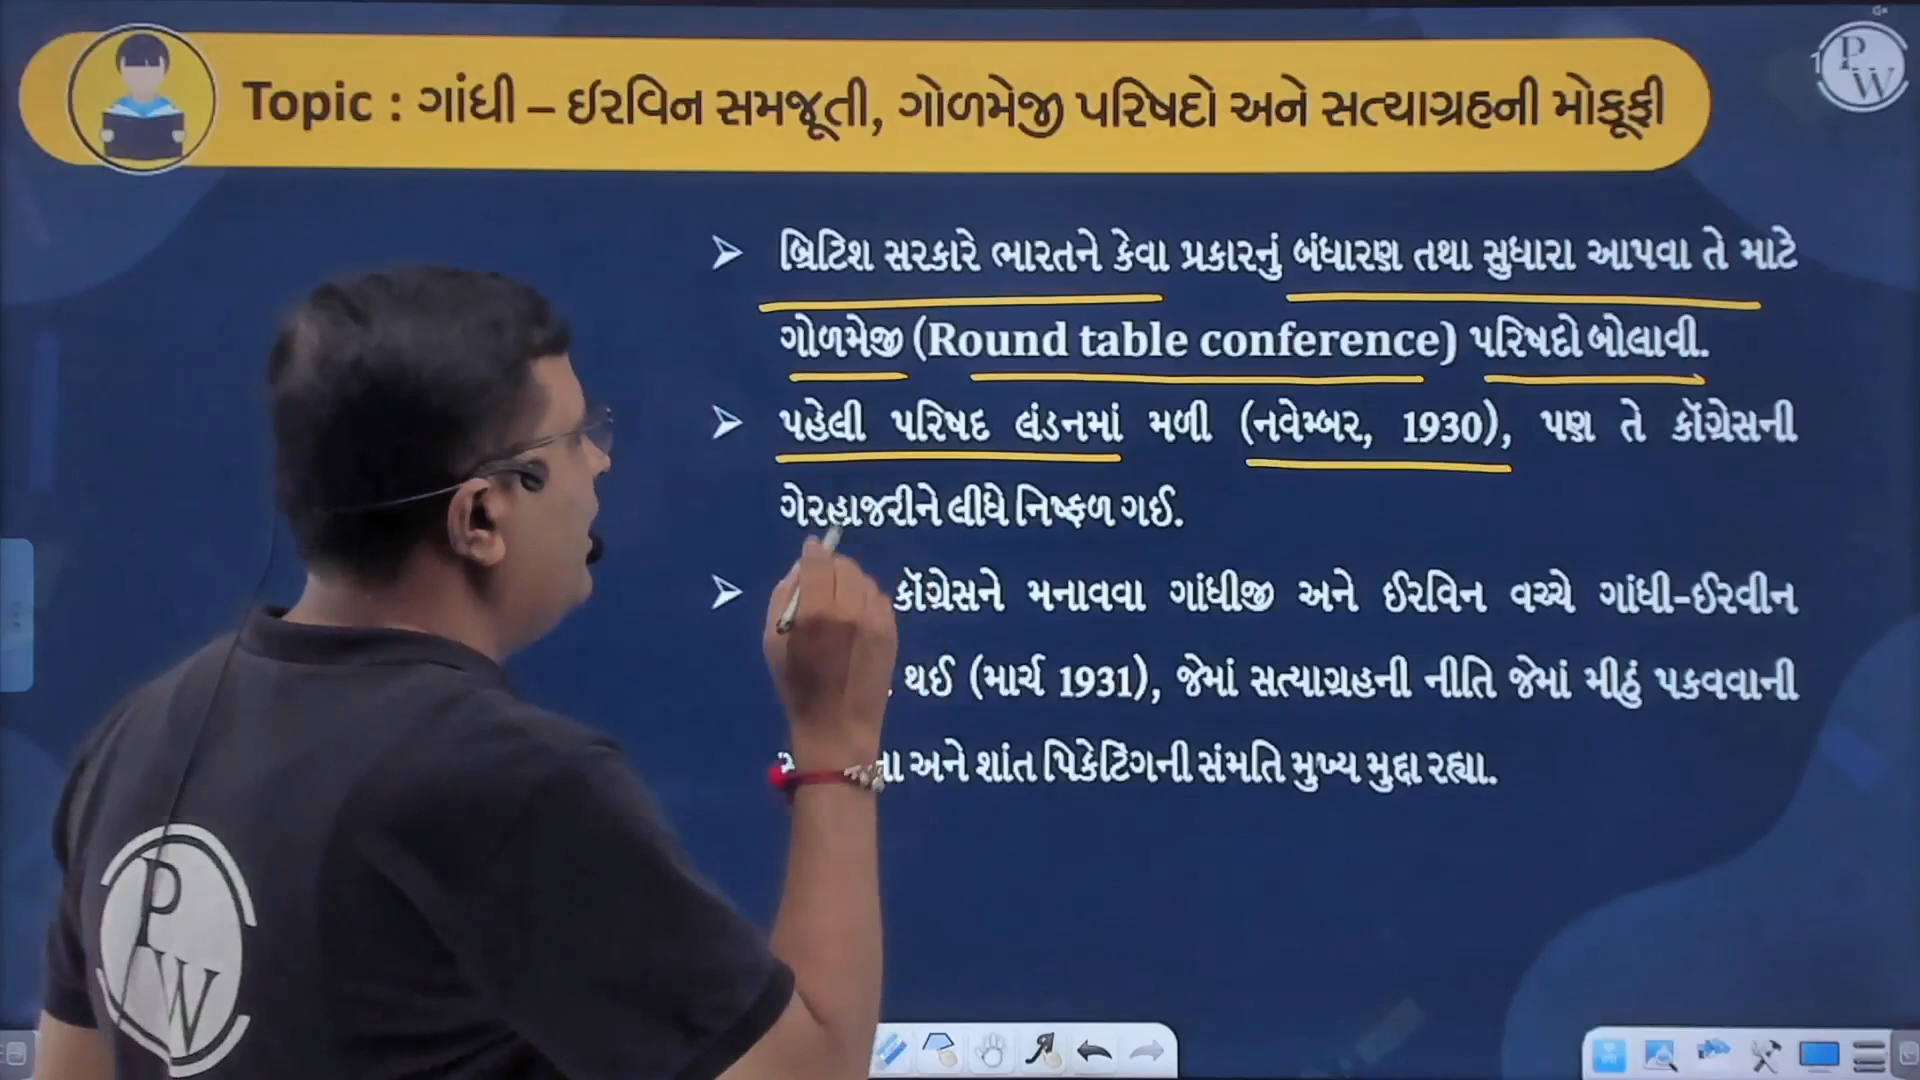 Topic : ગાંધી – ઈરવિન સમજૂતી, ગોળમેજી પરિષદો અને સત્યાગ્રહની મોકૂફી
બ્રિટિશ સરકારે ભારતને કેવા પ્રકારનું બંધારણ તથા સુધારા આપવા તે માટે
ગોળમેજી (Round table conference) પરિષદો બોલાવી.
પહેલી પરિષદ લંડનમાં મળી (નવેમ્બર, 1930), પણ તે કૉંગ્રેસની
ગેરહાજરીને લીધે નિષ્ફળ ગઈ.
કૉંગ્રેસને મનાવવા ગાંધીજી અને ઈરવિન વચ્ચે ગાંધી-ઈરવીન
થઈ (માર્ચ 1931), જેમાં સત્યાગ્રહની નીતિ જેમાં મીઠું પકવવાની
અને શાંત પિકેટિંગની સંમતિ મુખ્ય મુદ્દા રહ્યા.
PW
PW